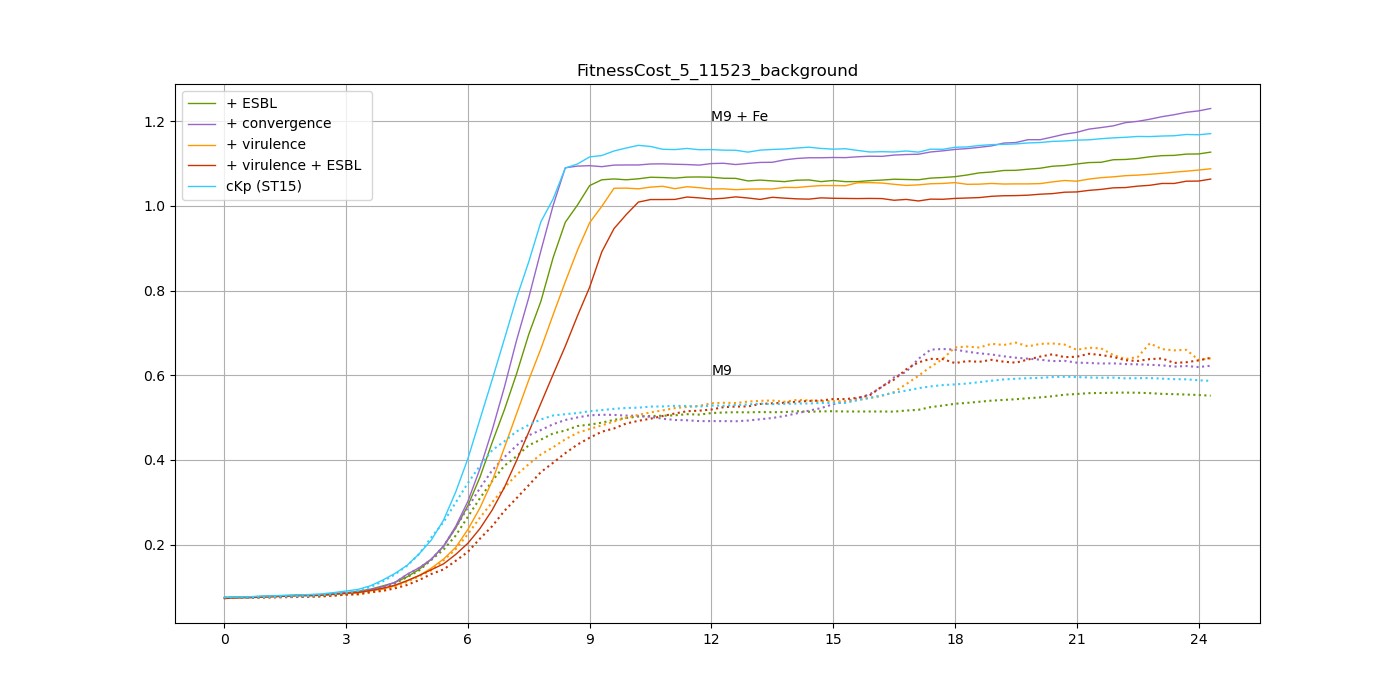 FitnessCost_5_11523_background
+ ESBL
+ convergence
+ virulence
+ virulence + ESBL
cKp (ST15)
M9 + Fe
M9
1.2
1.0
0.8
0.6
0.4
0.2
0 3 6 9 12 15 18 21 24